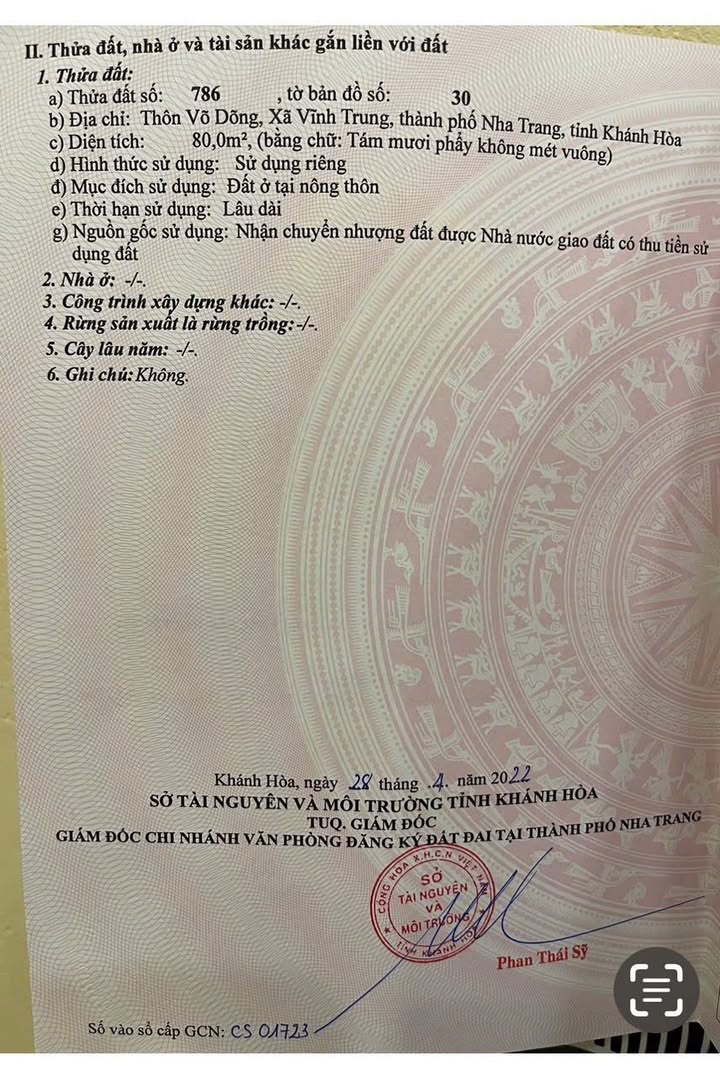 II. Thửa đất, nhà ở và tài sản khác gắn liền với đất
1. Thửa đất:
a) Thửa đất số: 786 , tờ bản đồ số: 30
b) Địa chỉ: Thôn Võ Dõng, Xã Vĩnh Trung, thành phố Nha Trang, tỉnh Khánh Hòa
c) Diện tích: 80,0m², (bằng chữ: Tám mươi phẩy không mét vuông)
d) Hình thức sử dụng: Sử dụng riêng
đ) Mục đích sử dụng: Đất ở tại nông thôn
e) Thời hạn sử dụng: Lâu dài
g) Nguồn gốc sử dụng: Nhận chuyển nhượng đất được Nhà nước giao đất có thu tiền sử
dụng đất
2. Nhà ở: -/-.
3. Công trình xây dựng khác: -/-.
4. Rừng sản xuất là rừng trồng: -/-.
5. Cây lâu năm: -/-.
6. Ghi chú: Không.
Khánh Hòa, ngày 28 tháng .4. năm 2022
SỞ TÀI NGUYÊN VÀ MÔI TRƯỜNG TỈNH KHÁNH HÒA
TUQ. GIÁM ĐỐC
GIÁM ĐỐC CHI NHÁNH VĂN PHÒNG ĐĂNG KÝ ĐẤT ĐAI TẠI THÀNH PHỐ NHA TRANG
CỘNG HÒA X.H.C.N VIỆT NAM
SỞ
TÀI NGUYÊN
VÀ
MÔI TRƯỜNG
TỈNH KHÁNH HÒA
Phan Thái Sỹ
Số vào sổ cấp GCN: CS 01723